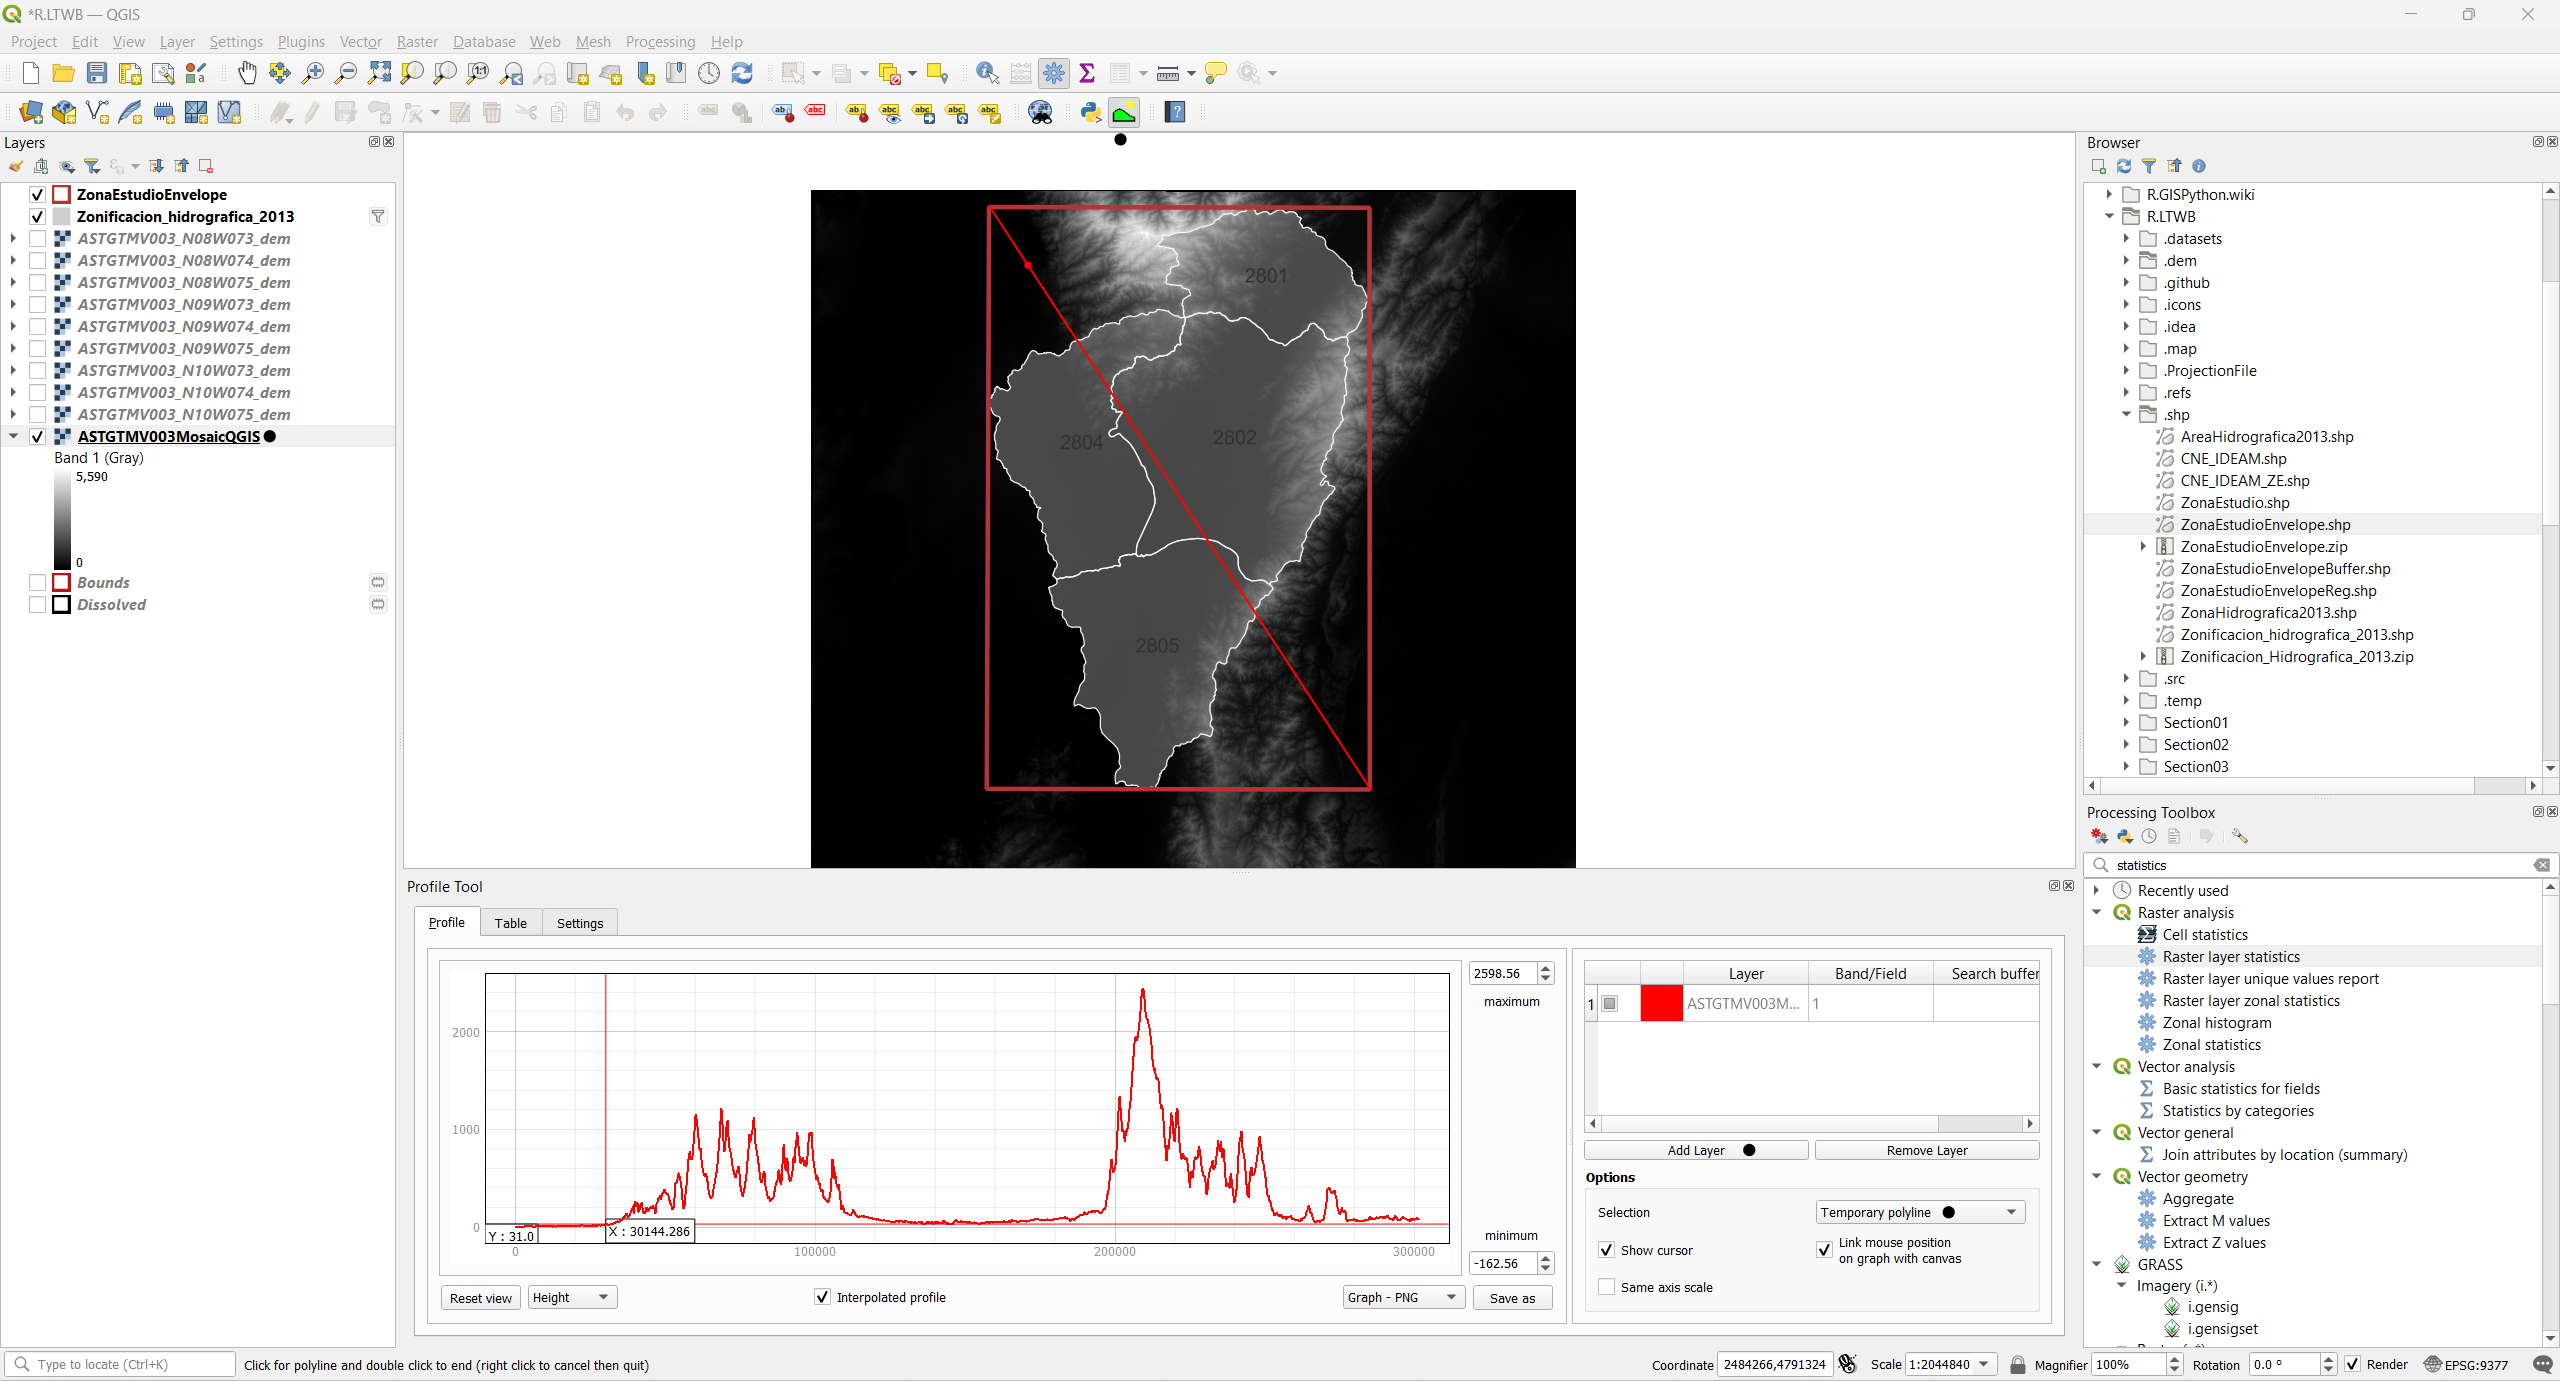 *R.LTWB — QGIS
Project Edit View Layer Settings Plugins Vector Raster Database Web Mesh Processing Help
Layers
ZonaEstudioEnvelope
Zonificacion_hidrografica_2013
ASTGTMV003_N08W073_dem
ASTGTMV003_N08W074_dem
ASTGTMV003_N08W075_dem
ASTGTMV003_N09W073_dem
ASTGTMV003_N09W074_dem
ASTGTMV003_N09W075_dem
ASTGTMV003_N10W073_dem
ASTGTMV003_N10W074_dem
ASTGTMV003_N10W075_dem
ASTGTMV003MosaicQGIS
Band 1 (Gray)
5,590
0
Bounds
Dissolved
2801
2804
2802
2805
Browser
R.GISPython.wiki
R.LTWB
.datasets
.dem
.github
.icons
.idea
.map
.ProjectionFile
.refs
.shp
AreaHidrografica2013.shp
CNE_IDEAM.shp
CNE_IDEAM_ZE.shp
ZonaEstudio.shp
ZonaEstudioEnvelope.shp
ZonaEstudioEnvelope.zip
ZonaEstudioEnvelopeBuffer.shp
ZonaEstudioEnvelopeReg.shp
ZonaHidrografica2013.shp
Zonificacion_hidrografica_2013.shp
Zonificacion_Hidrografica_2013.zip
.src
.temp
Section01
Section02
Section03
Processing Toolbox
statistics
Recently used
Raster analysis
Cell statistics
Raster layer statistics
Raster layer unique values report
Raster layer zonal statistics
Zonal histogram
Zonal statistics
Vector analysis
Basic statistics for fields
Statistics by categories
Vector general
Join attributes by location (summary)
Vector geometry
Aggregate
Extract M values
Extract Z values
GRASS
Imagery (i.*)
i.gensig
i.gensigset
Profile Tool
Profile Table Settings
2000
1000
0
Y : 31.0
X : 30144.286
0 100000 200000 300000
2598.56
maximum
minimum
-162.56
Reset view Height Interpolated profile Graph - PNG Save as
Layer Band/Field Search buffer
1 ASTGTMV003M... 1
Add Layer Remove Layer
Options
Selection Temporary polyline
Show cursor Link mouse position
on graph with canvas
Same axis scale
Type to locate (Ctrl+K) Click for polyline and double click to end (right click to cancel then quit) Coordinate 2484266,4791324 Scale 1:2044840 Magnifier 100% Rotation 0.0 ° Render EPSG:9377